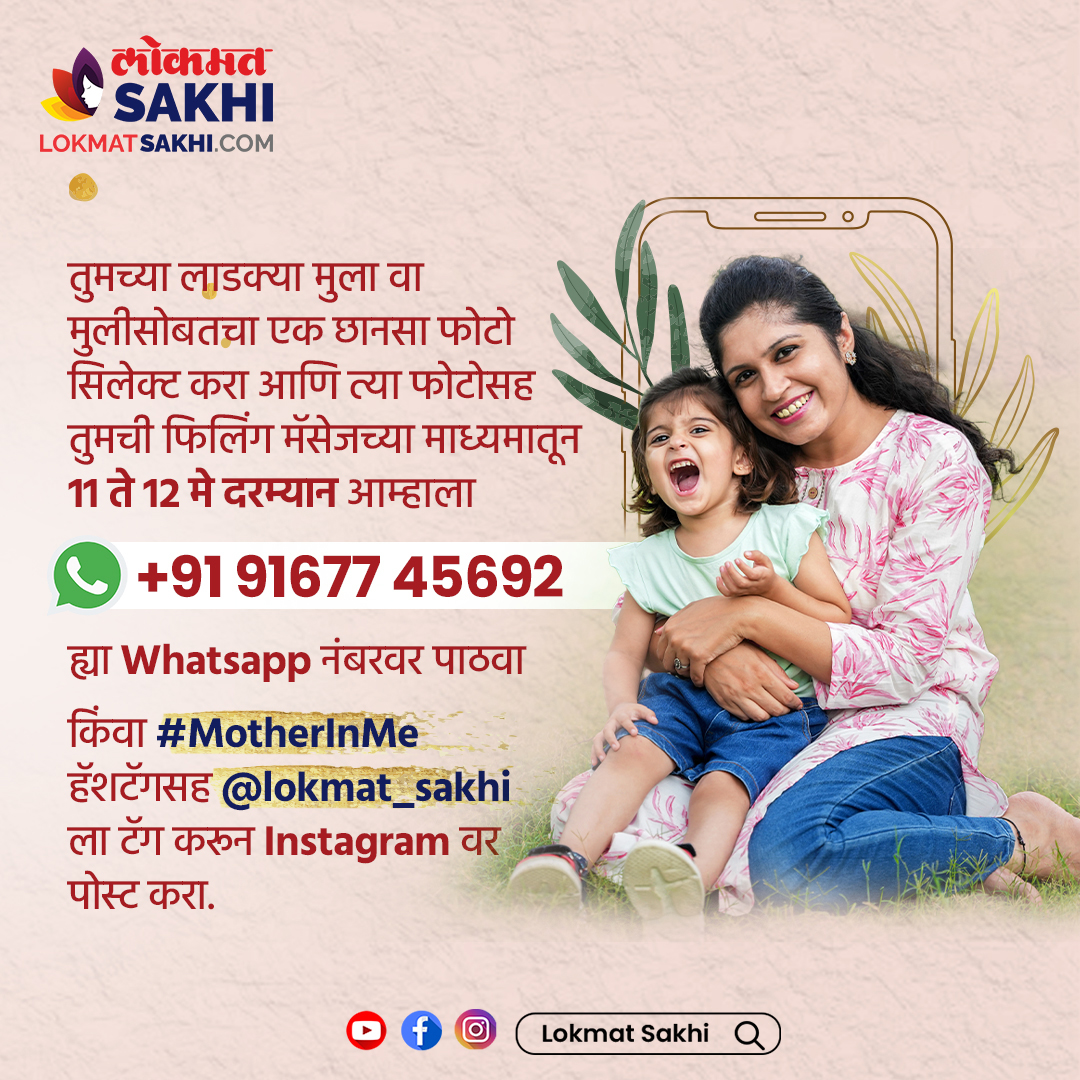 लोकमत
SAKHI
LOKMATSAKHI.COM
तुमच्या लाडक्या मुला वा
मुलीसोबतचा एक छानसा फोटो
सिलेक्ट करा आणि त्या फोटोसह
तुमची फिलिंग मॅसेजच्या माध्यमातून
11 ते 12 मे दरम्यान आम्हाला
+91 91677 45692
ह्या Whatsapp नंबरवर पाठवा
किंवा #MotherInMe
हॅशटॅगसह @lokmat_sakhi
ला टॅग करून Instagram वर
पोस्ट करा.
Lokmat Sakhi